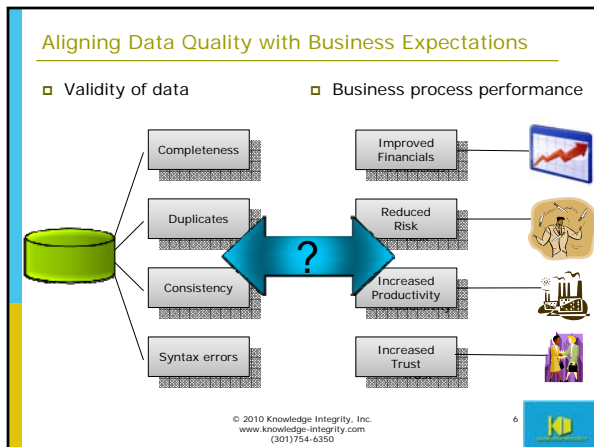 Aligning Data Quality with Business Expectations
Validity of data
Business process performance
Completeness
Improved
Financials
Duplicates
Reduced
Risk
?
Consistency
Increased
Productivity
Syntax errors
Increased
Trust
© 2010 Knowledge Integrity, Inc.
www.knowledge-integrity.com
(301)754-6350
6